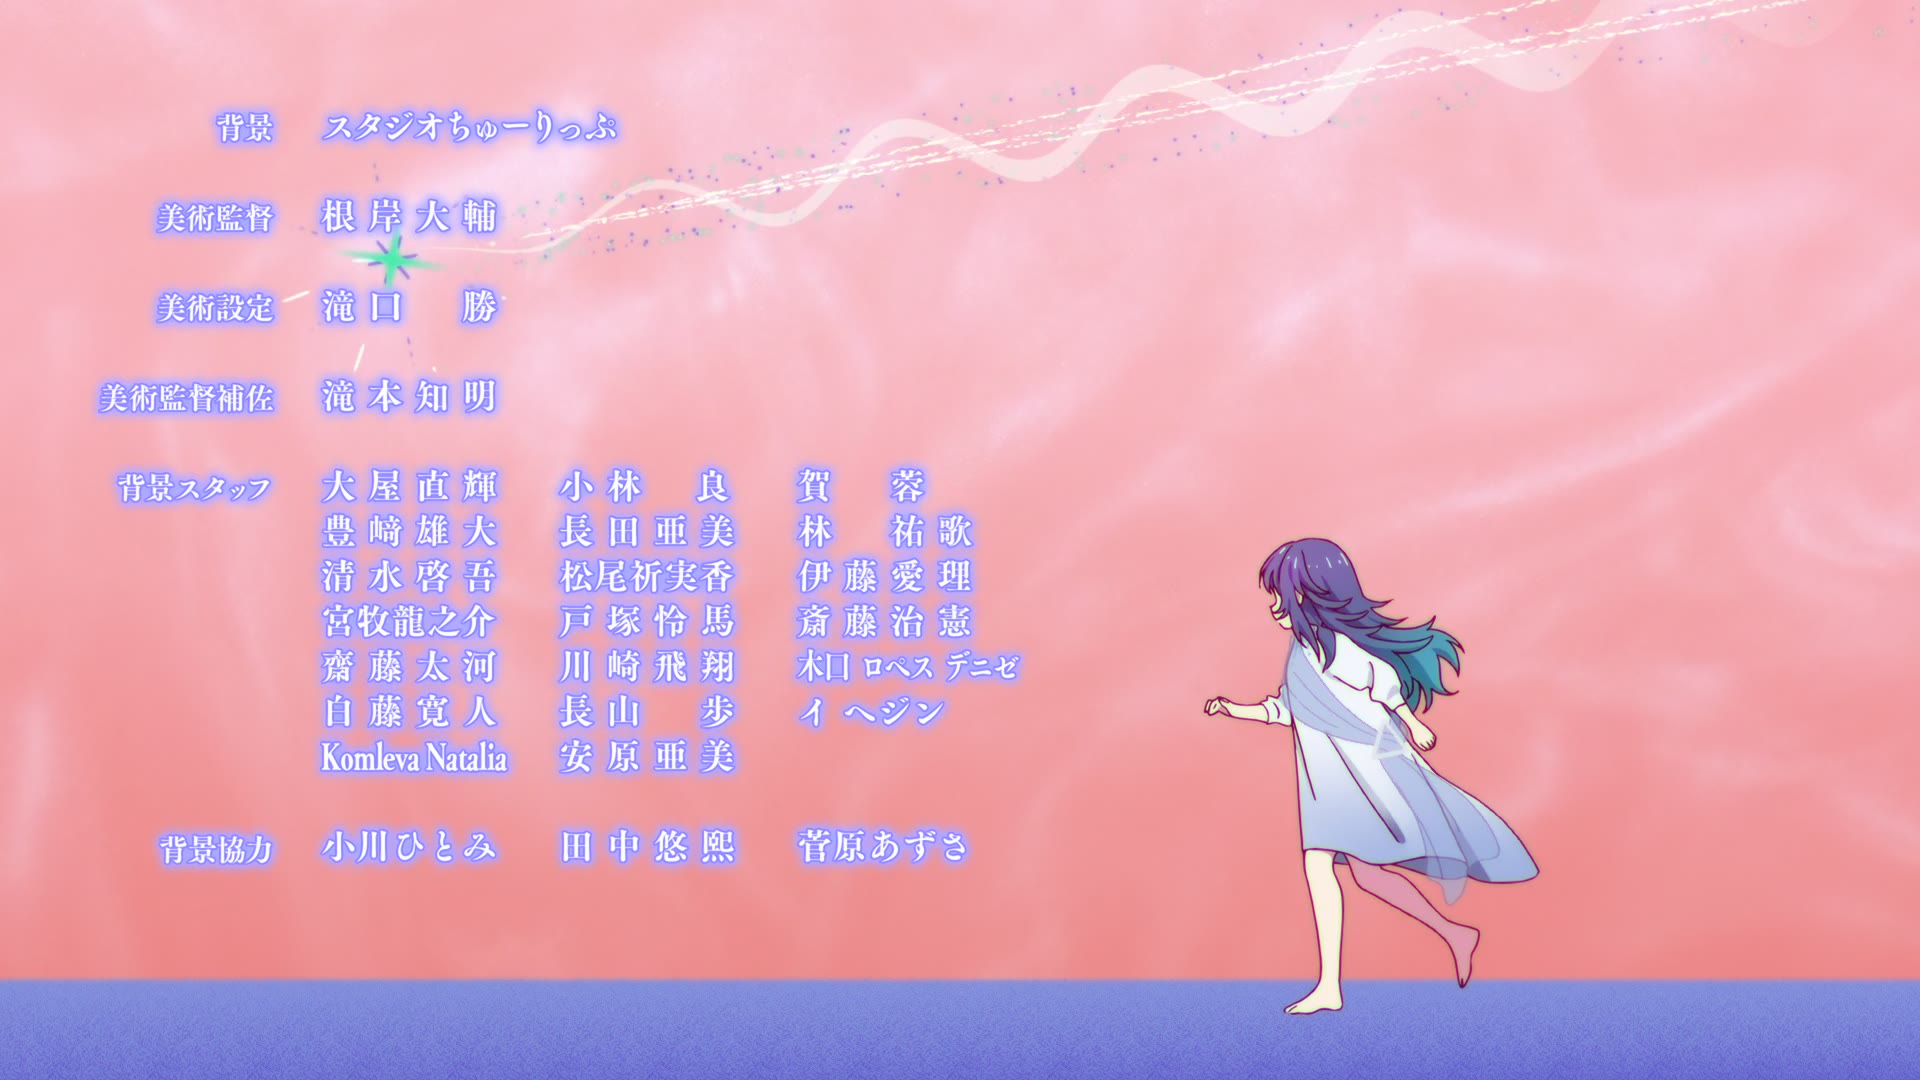 背景 スタジオちゅーりっぷ
美術監督 根岸大輔
美術設定 滝口 勝
美術監督補佐 滝本知明
背景スタッフ 大屋直輝 小林 良 賀 蓉
豊﨑雄大 長田亜美 林 祐歌
清水啓吾 松尾祈実香 伊藤愛理
宮牧龍之介 戸塚怜馬 斎藤治憲
齋藤太河 川崎飛翔 木口 ロペス デニゼ
白藤寛人 長山 歩 イ ヘジン
Komleva Natalia 安原亜美
背景協力 小川ひとみ 田中悠熙 菅原あずさ